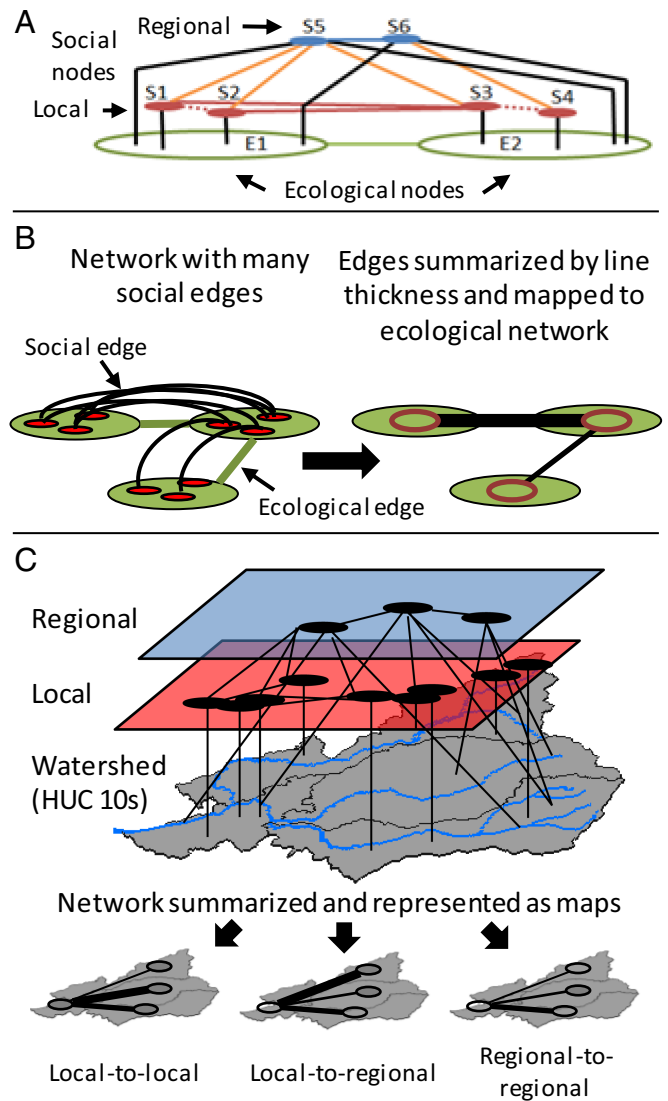 A
Regional
S5
S6
Social
nodes
Local
S1
S2
S3
S4
E1
E2
Ecological nodes
B
Network with many
social edges
Edges summarized by line
thickness and mapped to
ecological network
Social edge
Ecological edge
C
Regional
Local
Watershed
(HUC 10s)
Network summarized and represented as maps
Local-to-local
Local-to-regional
Regional-to-
regional